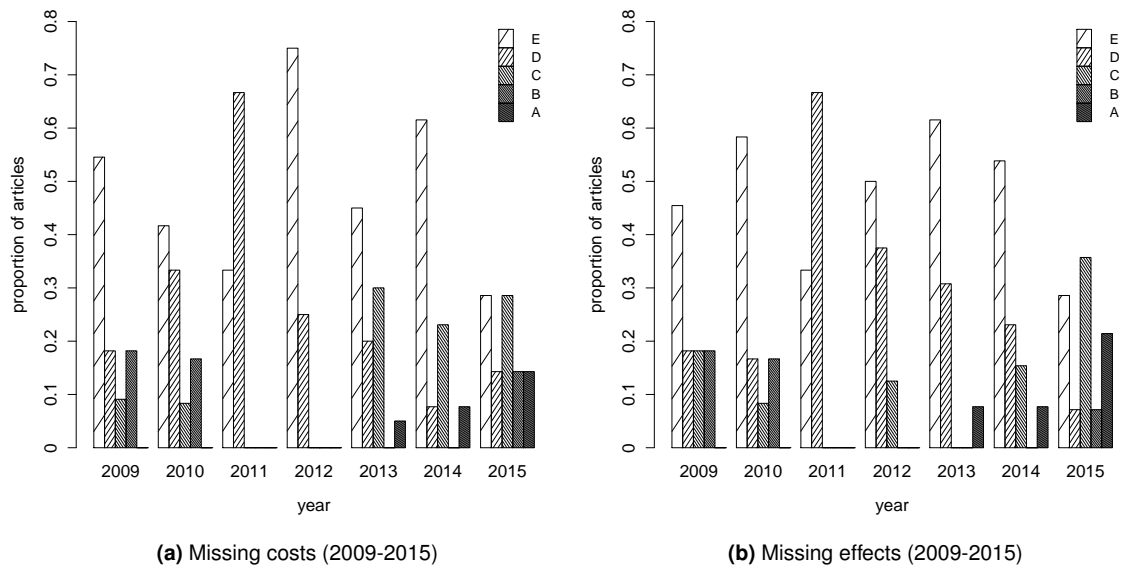 0.8
0.7
0.6
0.5
0.4
0.3
0.2
0.1
0
proportion of articles
E
D
C
B
A
2009 2010 2011 2012 2013 2014 2015
year
(a) Missing costs (2009-2015)
0.8
0.7
0.6
0.5
0.4
0.3
0.2
0.1
0
proportion of articles
E
D
C
B
A
2009 2010 2011 2012 2013 2014 2015
year
(b) Missing effects (2009-2015)